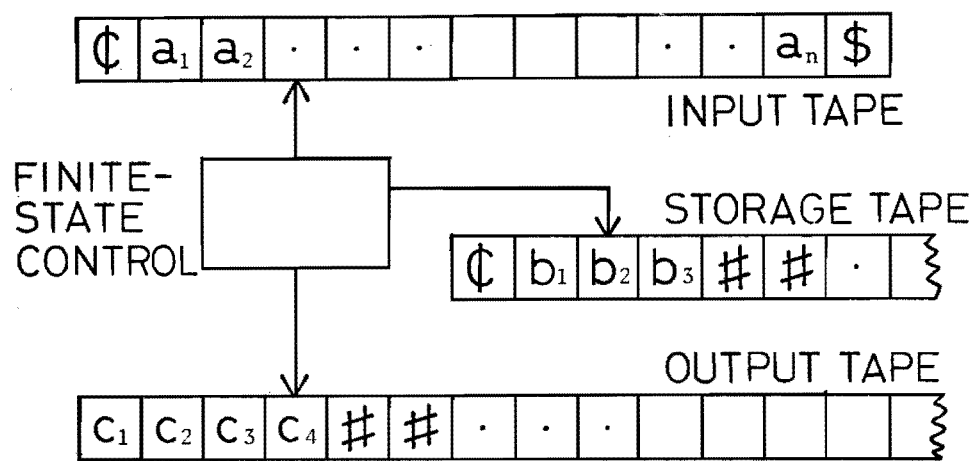 ₵ a₁ a₂ · · · · · aₙ $
INPUT TAPE
FINITE-
STATE
CONTROL
STORAGE TAPE
₵ b₁ b₂ b₃ # # ·
OUTPUT TAPE
c₁ c₂ c₃ c₄ # # · · ·